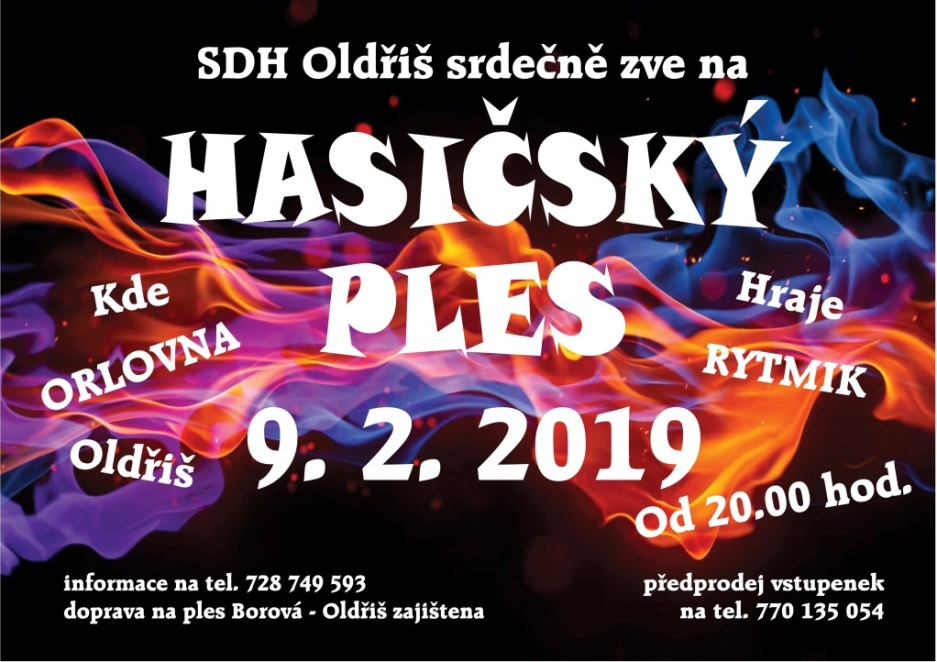 SDH Oldřiš srdečně zve na
HASIČSKÝ
PLES
Kde
ORLOVNA
Oldřiš
Hraje
RYTMIK
9. 2. 2019
Od 20.00 hod.
informace na tel. 728 749 593
doprava na ples Borová - Oldřiš zajištena
předprodej vstupenek
na tel. 770 135 054